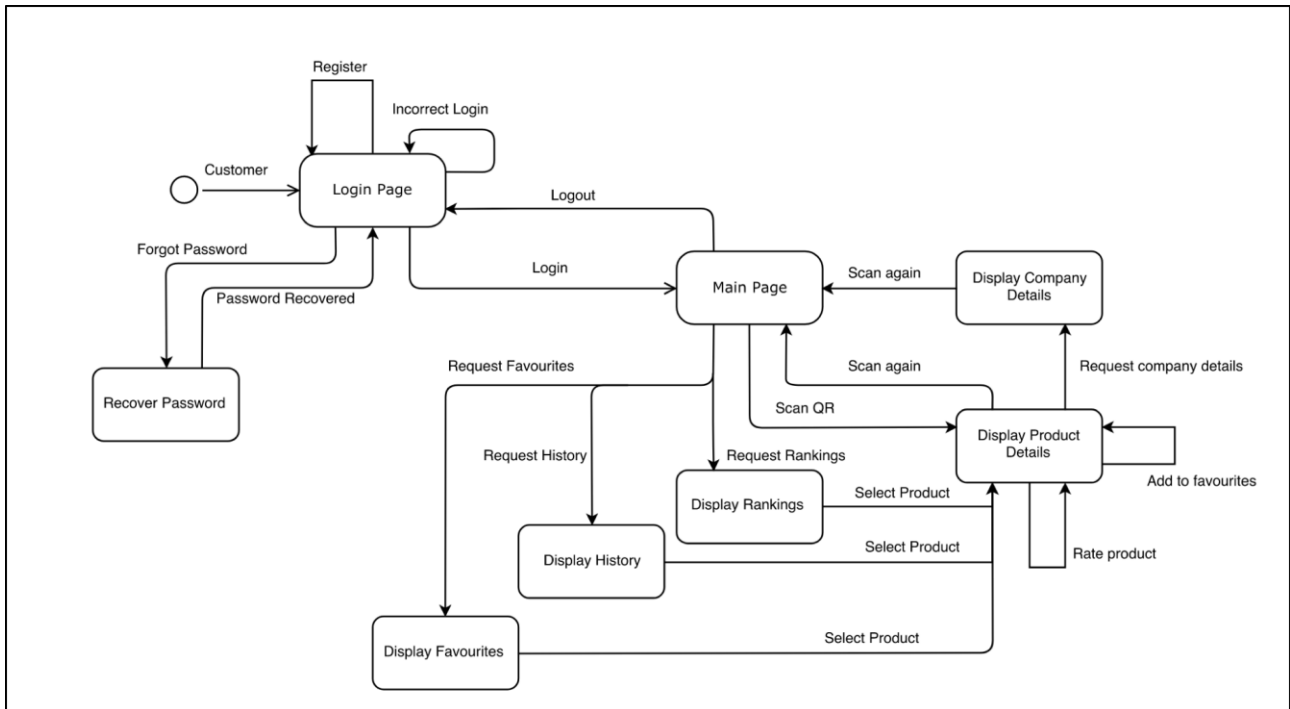 Register
Incorrect Login
Customer
Login Page
Logout
Forgot Password
Login
Main Page
Scan again
Display Company
Details
Password Recovered
Request Favourites
Scan again
Request company details
Recover Password
Scan QR
Display Product
Details
Request History
Request Rankings
Add to favourites
Display Rankings
Select Product
Display History
Select Product
Rate product
Display Favourites
Select Product